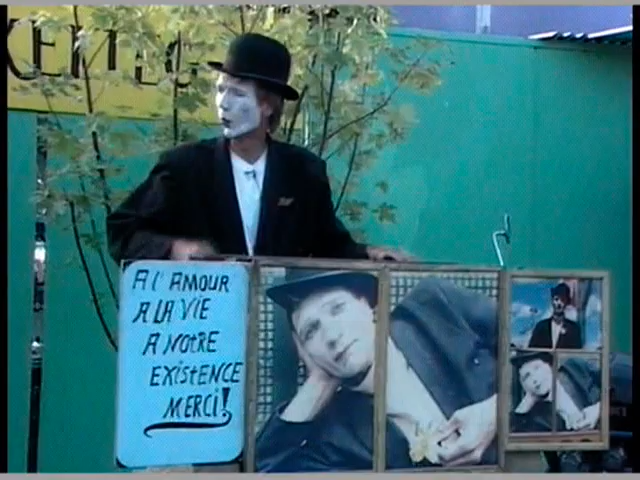 A L' AMOUR
A LA VIE
A NOTRE
EXISTENCE
MERCI!